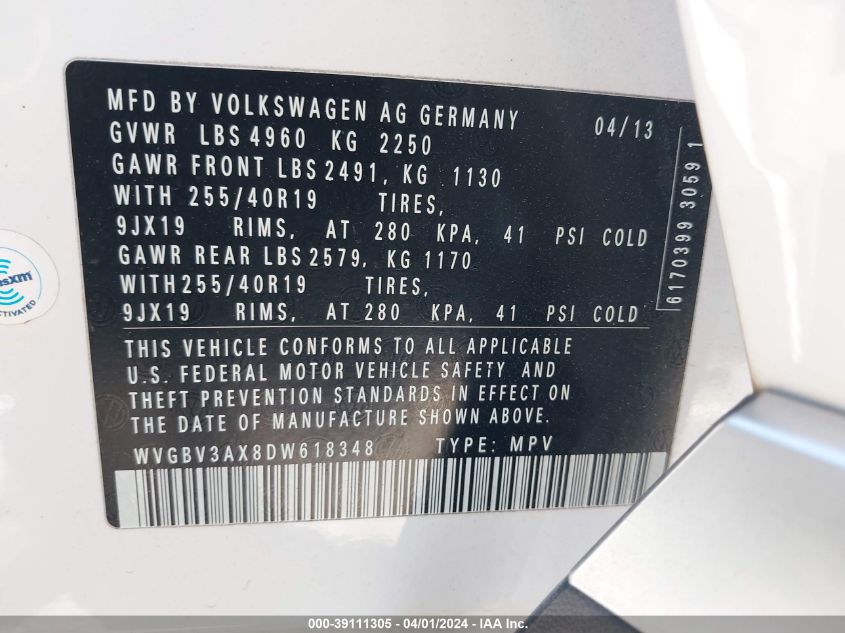 MFD BY VOLKSWAGEN AG GERMANY 04/13
GVWR LBS 4960 KG 2250
GAWR FRONT LBS 2491, KG 1130
WITH 255/40R19 TIRES,
9JX19 RIMS, AT 280 KPA, 41 PSI COLD
GAWR REAR LBS 2579, KG 1170
WITH 255/40R19 TIRES,
9JX19 RIMS, AT 280 KPA, 41 PSI COLD
THIS VEHICLE CONFORMS TO ALL APPLICABLE
U.S. FEDERAL MOTOR VEHICLE SAFETY AND
THEFT PREVENTION STANDARDS IN EFFECT ON
THE DATE OF MANUFACTURE SHOWN ABOVE.
WVGBV3AX8DW618348 TYPE: MPV
6170399 3059 1
000-39111305 - 04/01/2024 - IAA Inc.